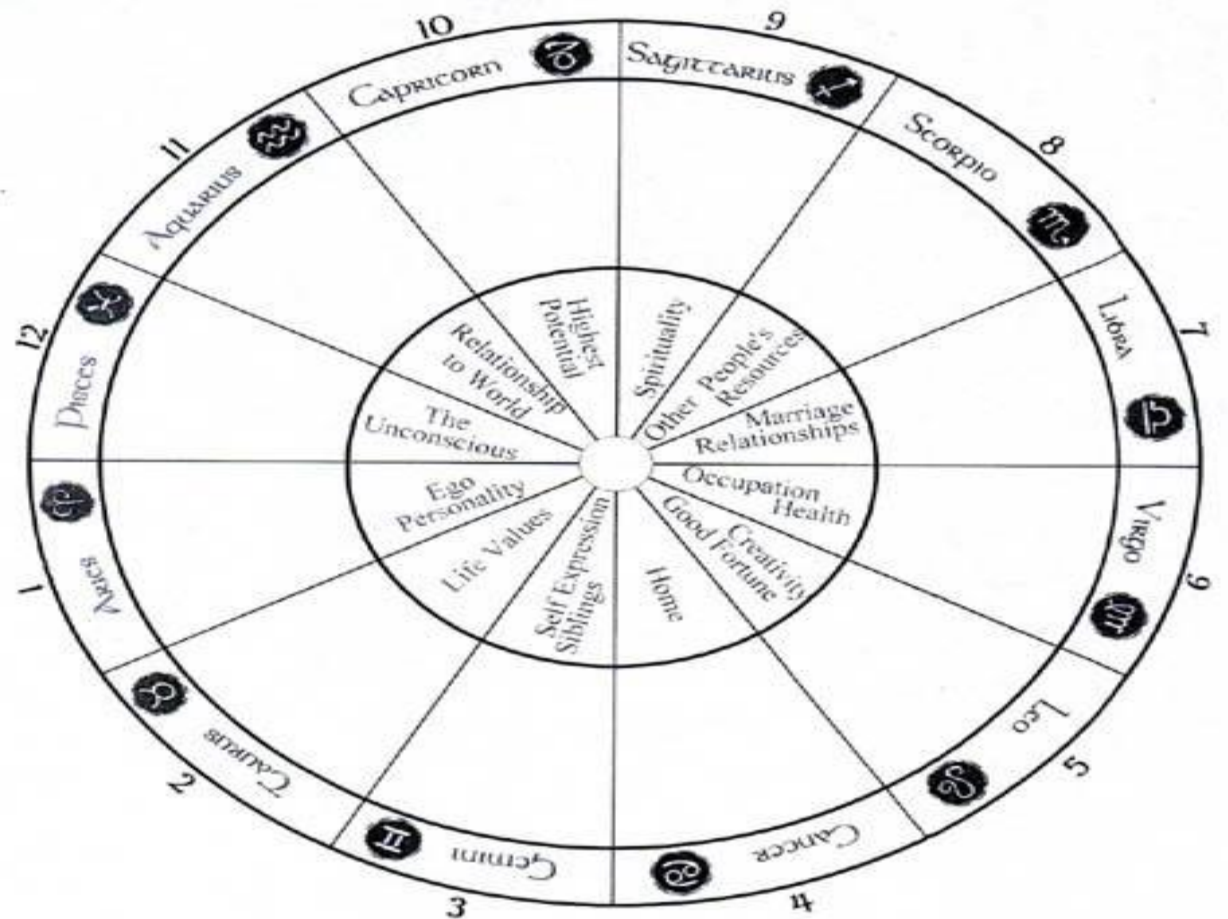 10
9
Capricorn
Sagittarius
11
8
Aquarius
Scorpio
12
7
Pisces
Libra
Highest
Potential
Spirituality
Relationship
to World
Other People's
Resources
The
Unconscious
Marriage
Relationships
Ego
Personality
Occupation
Health
Life Values
Creativity
Good Fortune
Self Expression
Siblings
Home
1
Aries
Virgo
6
2
Taurus
Leo
5
3
Gemini
Cancer
4